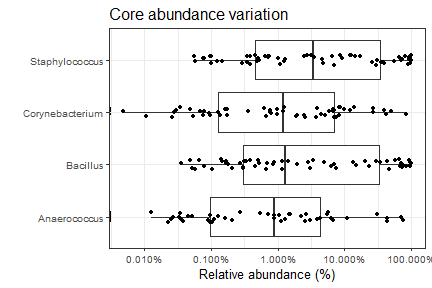 Core abundance variation
Staphylococcus
Corynebacterium
Bacillus
Anaerococcus
0.010% 0.100% 1.000% 10.000% 100.000%
Relative abundance (%)